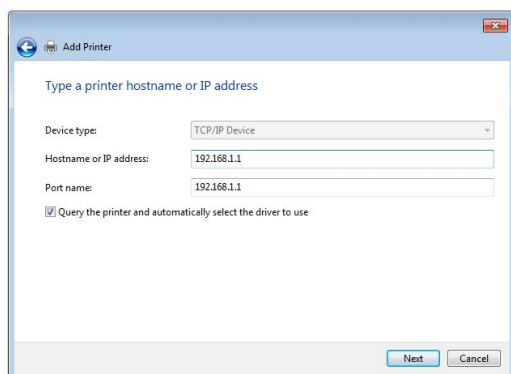 Add Printer
Type a printer hostname or IP address
Device type: TCP/IP Device
Hostname or IP address: 192.168.1.1
Port name: 192.168.1.1
Query the printer and automatically select the driver to use
Next Cancel